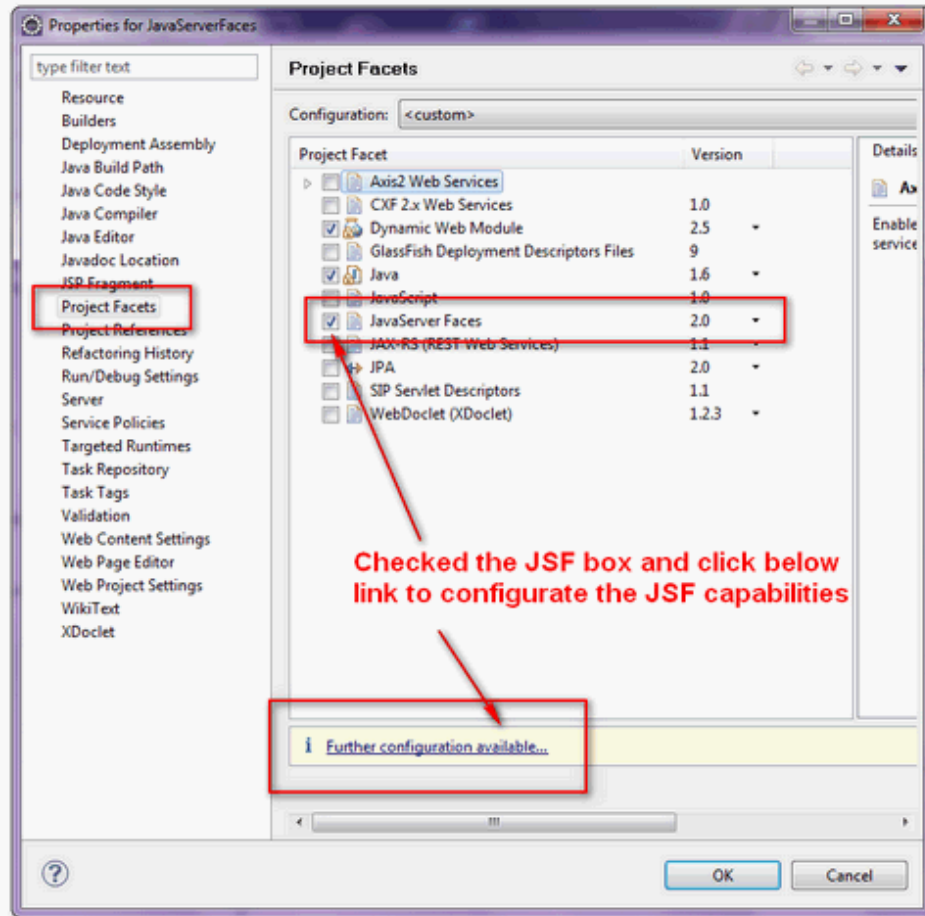 Properties for JavaServerFaces
type filter text
Resource
Builders
Deployment Assembly
Java Build Path
Java Code Style
Java Compiler
Java Editor
Javadoc Location
JSP Fragment
Project Facets
Project References
Refactoring History
Run/Debug Settings
Server
Service Policies
Targeted Runtimes
Task Repository
Task Tags
Validation
Web Content Settings
Web Page Editor
Web Project Settings
WikiText
XDoclet
Project Facets
Configuration: <custom>
Project Facet Version
Axis2 Web Services
CXF 2.x Web Services 1.0
Dynamic Web Module 2.5
GlassFish Deployment Descriptors Files 9
Java 1.6
JavaScript 1.0
JavaServer Faces 2.0
JAX-RS (REST Web Services) 1.1
JPA 2.0
SIP Servlet Descriptors 1.1
WebDoclet (XDoclet) 1.2.3
Details
Ax
Enable
service
Checked the JSF box and click below
link to configurate the JSF capabilities
i Further configuration available...
OK Cancel